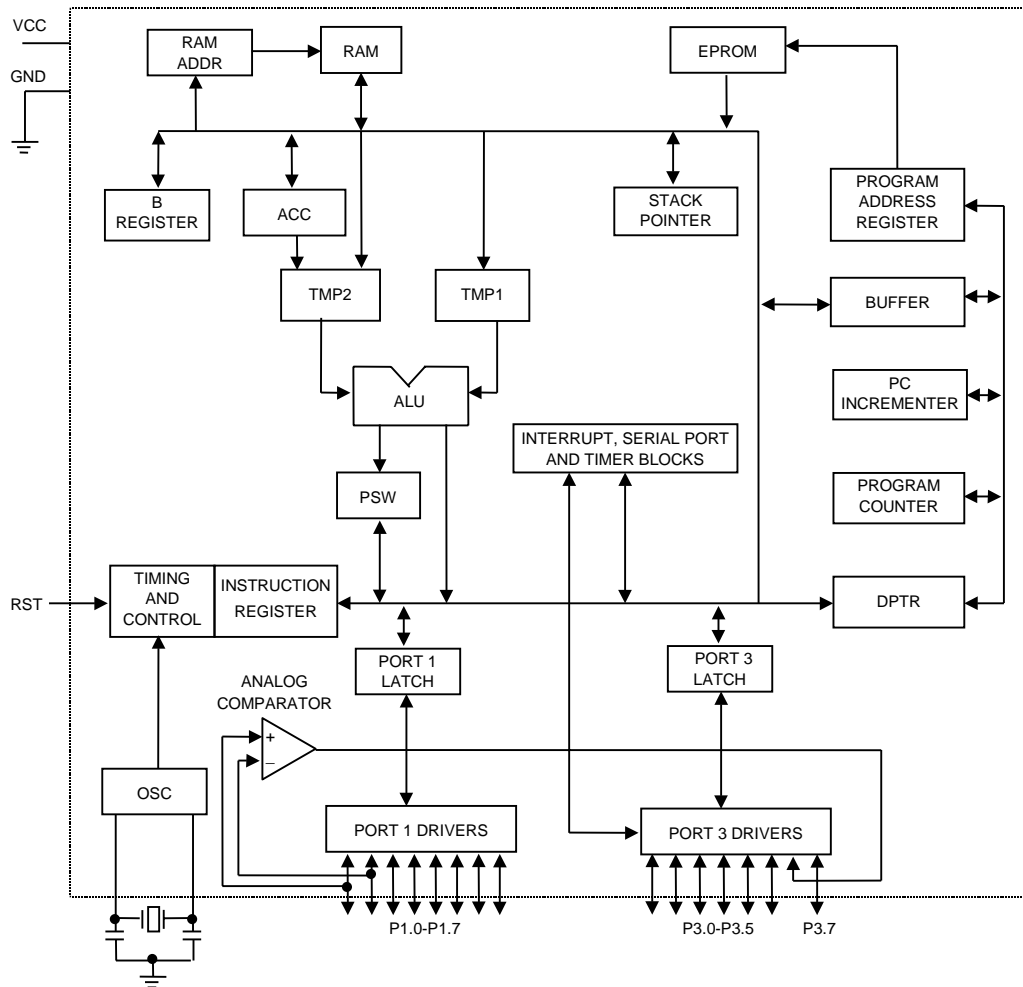 VCC
GND
RAM
ADDR
RAM
EPROM
B
REGISTER
ACC
STACK
POINTER
PROGRAM
ADDRESS
REGISTER
TMP2
TMP1
BUFFER
ALU
PC
INCREMENTER
INTERRUPT, SERIAL PORT
AND TIMER BLOCKS
PSW
PROGRAM
COUNTER
RST
TIMING
AND
CONTROL
INSTRUCTION
REGISTER
DPTR
PORT 1
LATCH
PORT 3
LATCH
ANALOG
COMPARATOR
+
−
OSC
PORT 1 DRIVERS
PORT 3 DRIVERS
P1.0-P1.7
P3.0-P3.5
P3.7